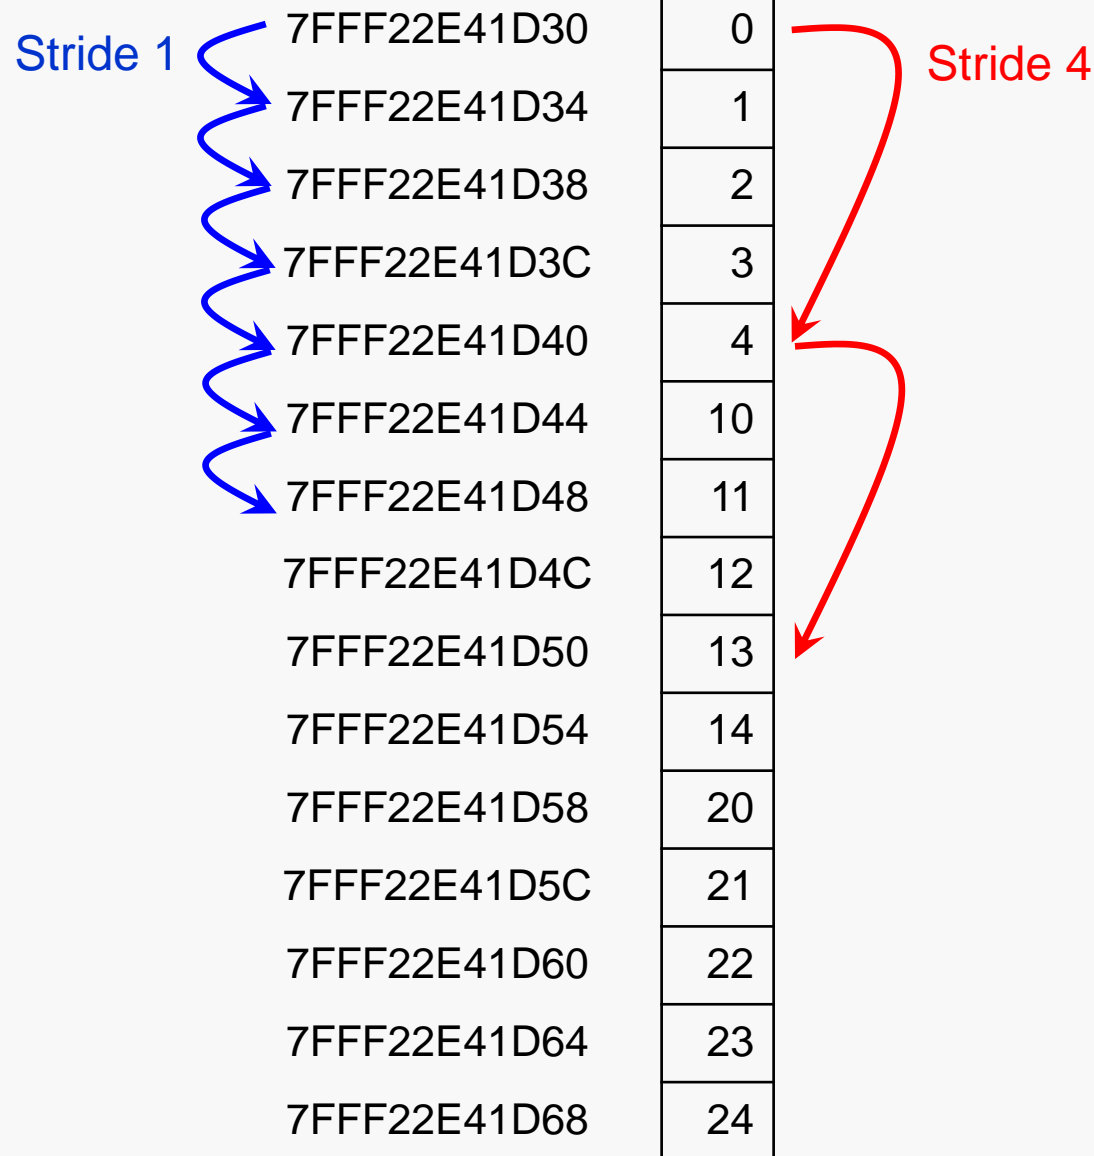 7FFF22E41D30 0
Stride 1
Stride 4
7FFF22E41D34 1
7FFF22E41D38 2
7FFF22E41D3C 3
7FFF22E41D40 4
7FFF22E41D44 10
7FFF22E41D48 11
7FFF22E41D4C 12
7FFF22E41D50 13
7FFF22E41D54 14
7FFF22E41D58 20
7FFF22E41D5C 21
7FFF22E41D60 22
7FFF22E41D64 23
7FFF22E41D68 24